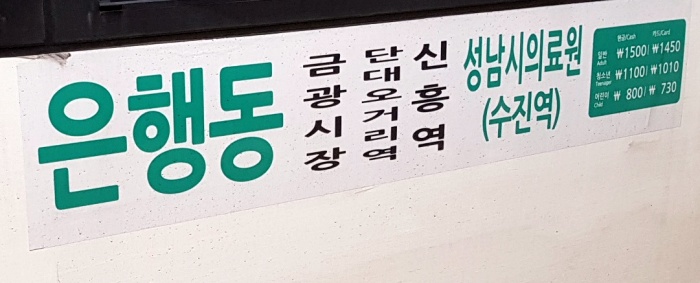 은행동
금광시장
단대오거리역
신흥역
성남시의료원
(수진역)
현금/Cash 카드/Card
일반 Adult ₩1500 ₩1450
청소년 Teenager ₩1100 ₩1010
어린이 Child ₩ 800 ₩ 730